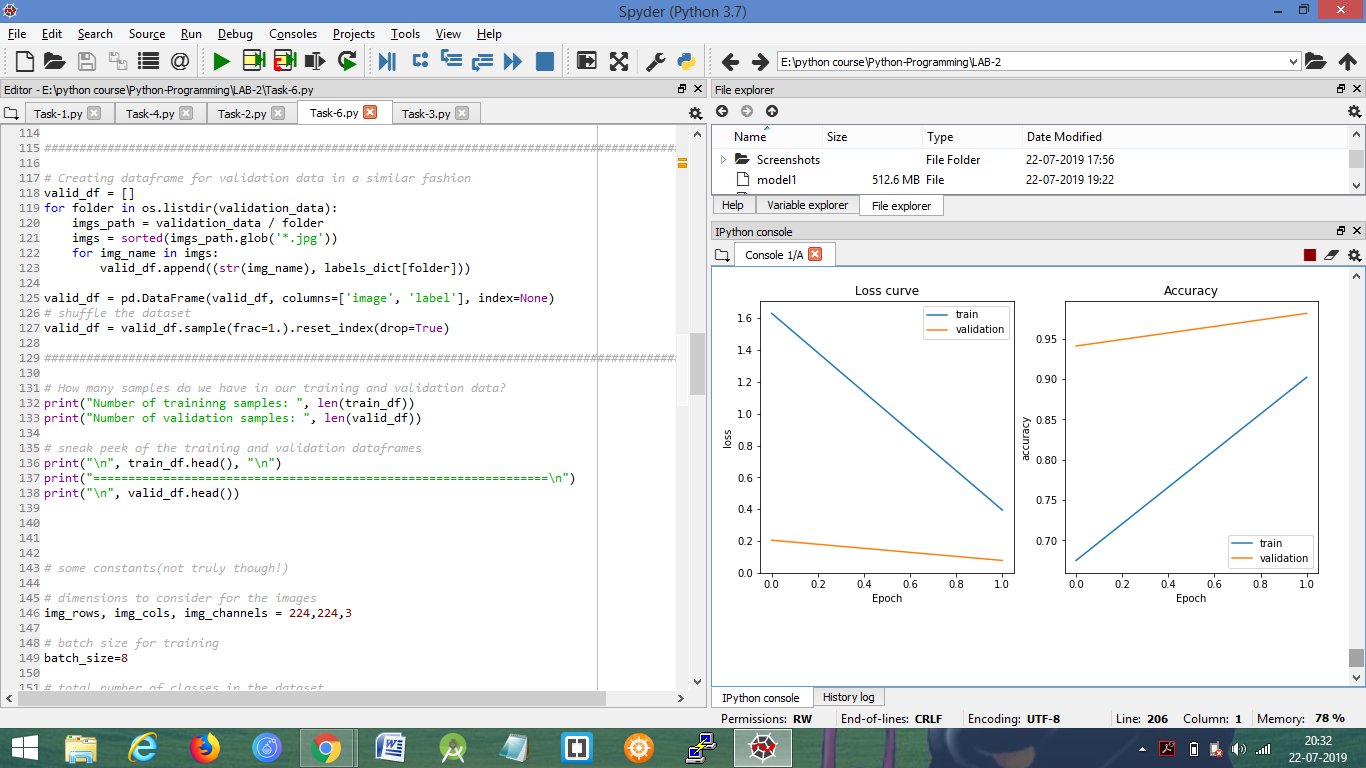 Spyder (Python 3.7)
File Edit Search Source Run Debug Consoles Projects Tools View Help
E:\python course\Python-Programming\LAB-2
Editor - E:\python course\Python-Programming\LAB-2\Task-6.py
Task-1.py Task-4.py Task-2.py Task-6.py Task-3.py
114
115 ##########################################################################################
116
117 # Creating dataframe for validation data in a similar fashion
118 valid_df = []
119 for folder in os.listdir(validation_data):
120     imgs_path = validation_data / folder
121     imgs = sorted(imgs_path.glob('*.jpg'))
122     for img_name in imgs:
123         valid_df.append((str(img_name), labels_dict[folder]))
124
125 valid_df = pd.DataFrame(valid_df, columns=['image', 'label'], index=None)
126 # shuffle the dataset
127 valid_df = valid_df.sample(frac=1.).reset_index(drop=True)
128
129 ##########################################################################################
130
131 # How many samples do we have in our training and validation data?
132 print("Number of traininng samples: ", len(train_df))
133 print("Number of validation samples: ", len(valid_df))
134
135 # sneak peek of the training and validation dataframes
136 print("\n", train_df.head(), "\n")
137 print("=================================================================\n")
138 print("\n", valid_df.head())
139
140
141
142
143 # some constants(not truly though!)
144
145 # dimensions to consider for the images
146 img_rows, img_cols, img_channels = 224,224,3
147
148 # batch size for training
149 batch_size=8
150
151 # total number of classes in the dataset
File explorer
Name Size Type Date Modified
Screenshots File Folder 22-07-2019 17:56
model1 512.6 MB File 22-07-2019 19:22
Help Variable explorer File explorer
IPython console
Console 1/A
Loss curve
train
validation
1.6
1.4
1.2
1.0
0.8
0.6
0.4
0.2
0.0
loss
0.0 0.2 0.4 0.6 0.8 1.0
Epoch
Accuracy
0.95
0.90
0.85
0.80
0.75
0.70
accuracy
train
validation
0.0 0.2 0.4 0.6 0.8 1.0
Epoch
IPython console History log
Permissions: RW End-of-lines: CRLF Encoding: UTF-8 Line: 206 Column: 1 Memory: 78 %
20:32
22-07-2019